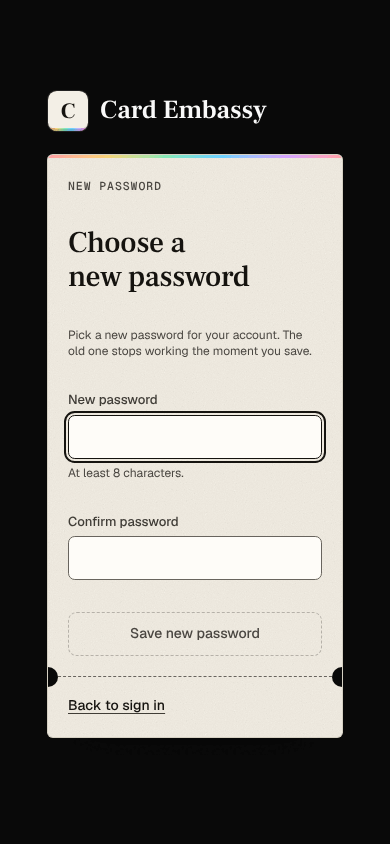 C
Card Embassy
NEW PASSWORD
Choose a
new password
Pick a new password for your account. The
old one stops working the moment you save.
New password
At least 8 characters.
Confirm password
Save new password
Back to sign in